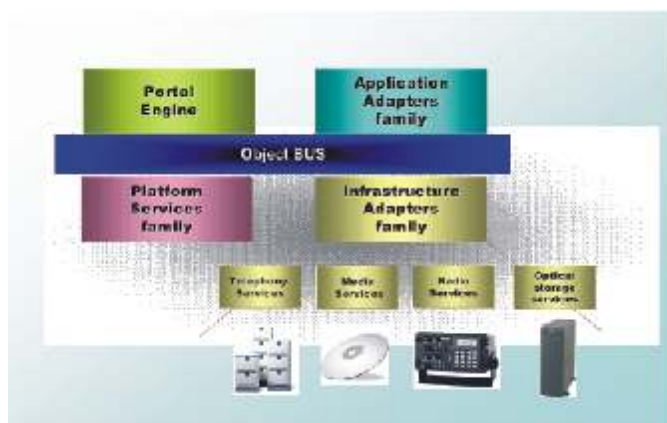 Portal
Engine
Application
Adapters
family
Object BUS
Platform
Services
family
Infrastructure
Adapters
family
Telephony
Services
Media
Services
Radio
Services
Optical
storage
services